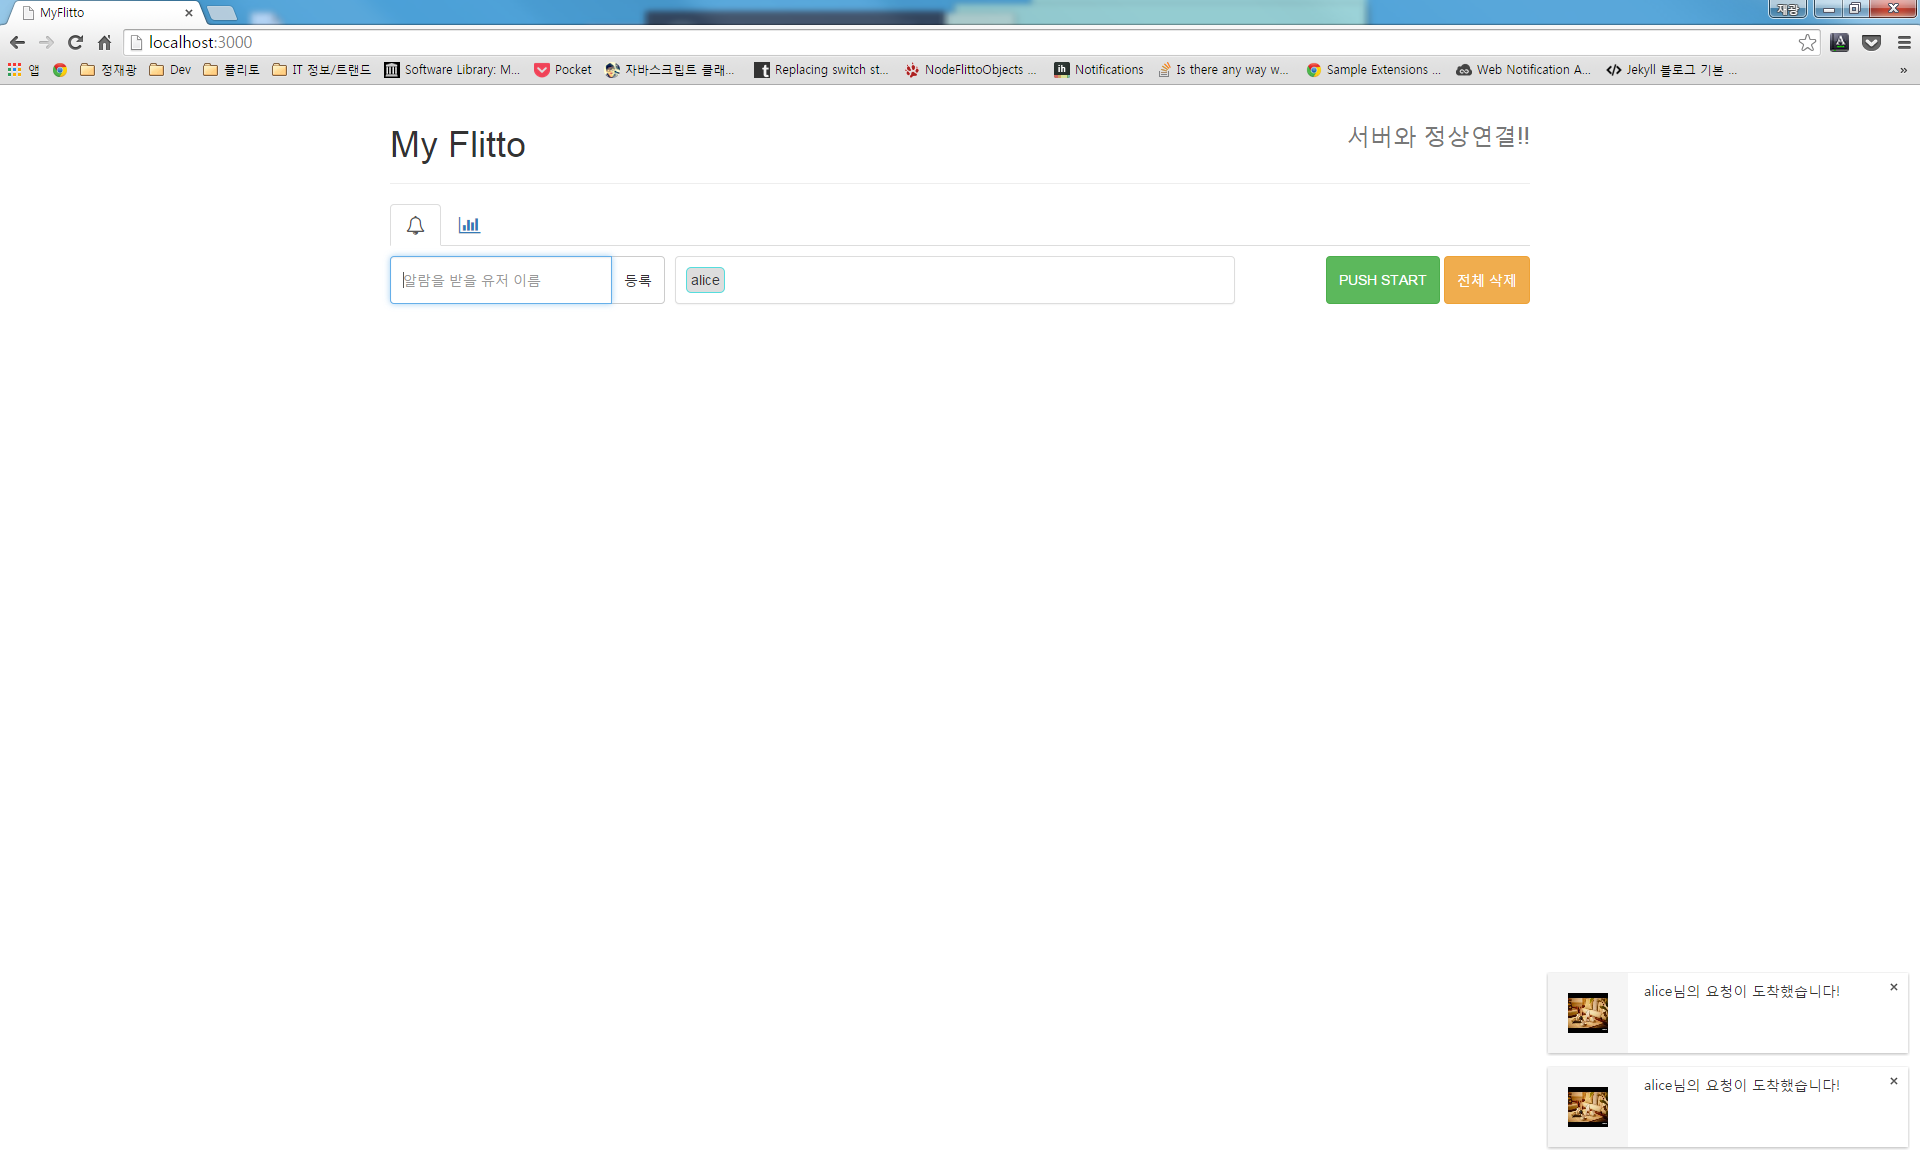 MyFlitto
재광
localhost:3000
앱
정재광
Dev
플리토
IT 정보/트랜드
Software Library: M...
Pocket
자바스크립트 클래...
Replacing switch st...
NodeFlittoObjects ...
Notifications
Is there any way w...
Sample Extensions ...
Web Notification A...
Jekyll 블로그 기본 ...
»
My Flitto
서버와 정상연결!!
알람을 받을 유저 이름
등록
alice
PUSH START
전체 삭제
alice님의 요청이 도착했습니다!
alice님의 요청이 도착했습니다!